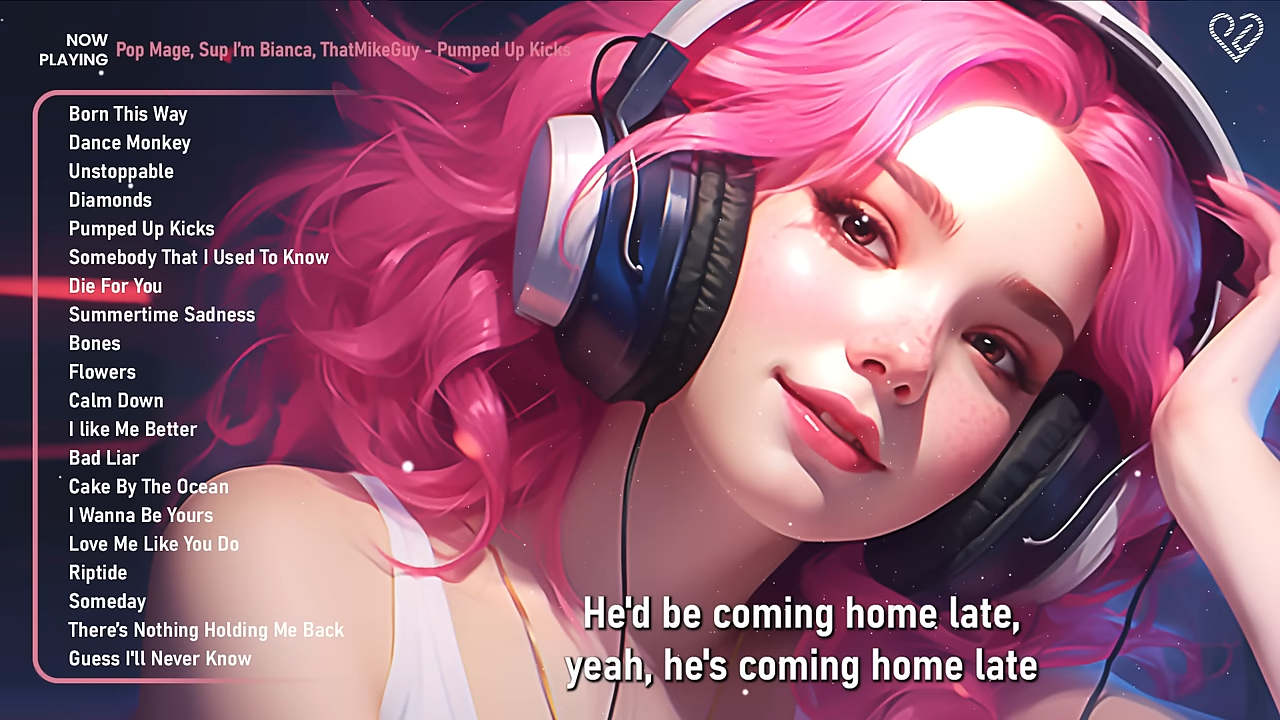 NOW
PLAYING
Pop Mage, Sup I'm Bianca, ThatMikeGuy - Pumped Up Kicks
Born This Way
Dance Monkey
Unstoppable
Diamonds
Pumped Up Kicks
Somebody That I Used To Know
Die For You
Summertime Sadness
Bones
Flowers
Calm Down
I like Me Better
Bad Liar
Cake By The Ocean
I Wanna Be Yours
Love Me Like You Do
Riptide
Someday
There's Nothing Holding Me Back
Guess I'll Never Know
He'd be coming home late,
yeah, he's coming home late